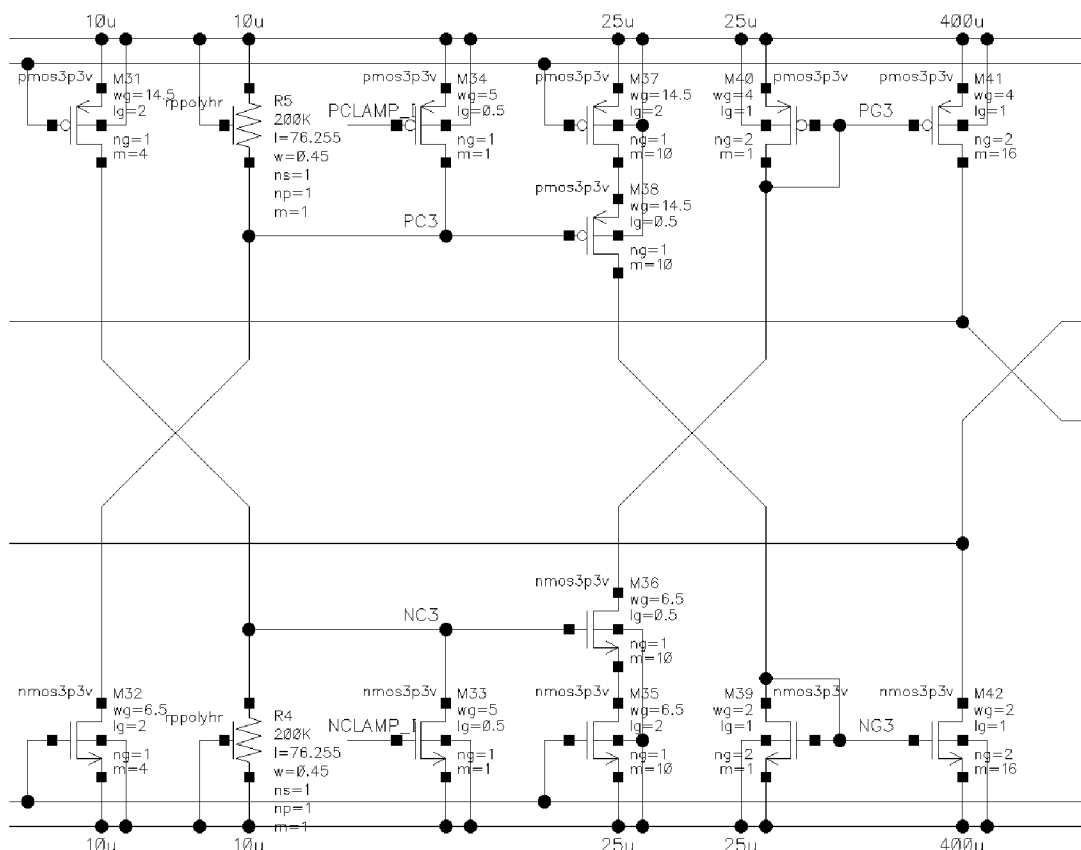 10u
10u
25u
25u
400u
pmos3p3v
M31
wg=14.5
lg=2
ng=1
m=4
rppolyhr
R5
200K
l=76.255
w=0.45
ns=1
np=1
m=1
PCLAMP_I
pmos3p3v
M34
wg=5
lg=0.5
ng=1
m=1
pmos3p3v
M37
wg=14.5
lg=2
ng=1
m=10
M40
wg=4
lg=1
ng=2
m=1
pmos3p3v
PG3
pmos3p3v
M41
wg=4
lg=1
ng=2
m=16
PC3
pmos3p3v
M38
wg=14.5
lg=0.5
ng=1
m=10
nmos3p3v
M36
wg=6.5
lg=0.5
ng=1
m=10
NC3
nmos3p3v
M32
wg=6.5
lg=2
ng=1
m=4
rppolyhr
R4
200K
l=76.255
w=0.45
ns=1
np=1
m=1
NCLAMP_I
nmos3p3v
M33
wg=5
lg=0.5
ng=1
m=1
nmos3p3v
M35
wg=6.5
lg=2
ng=1
m=10
M39
wg=2
lg=1
ng=2
m=1
nmos3p3v
NG3
nmos3p3v
M42
wg=2
lg=1
ng=2
m=16
10u
10u
25u
25u
400u